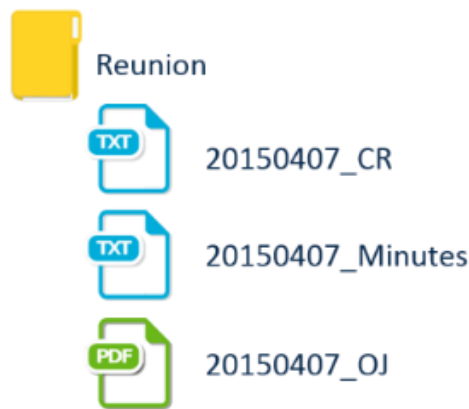 Reunion
TXT
20150407_CR
TXT
20150407_Minutes
PDF
20150407_OJ